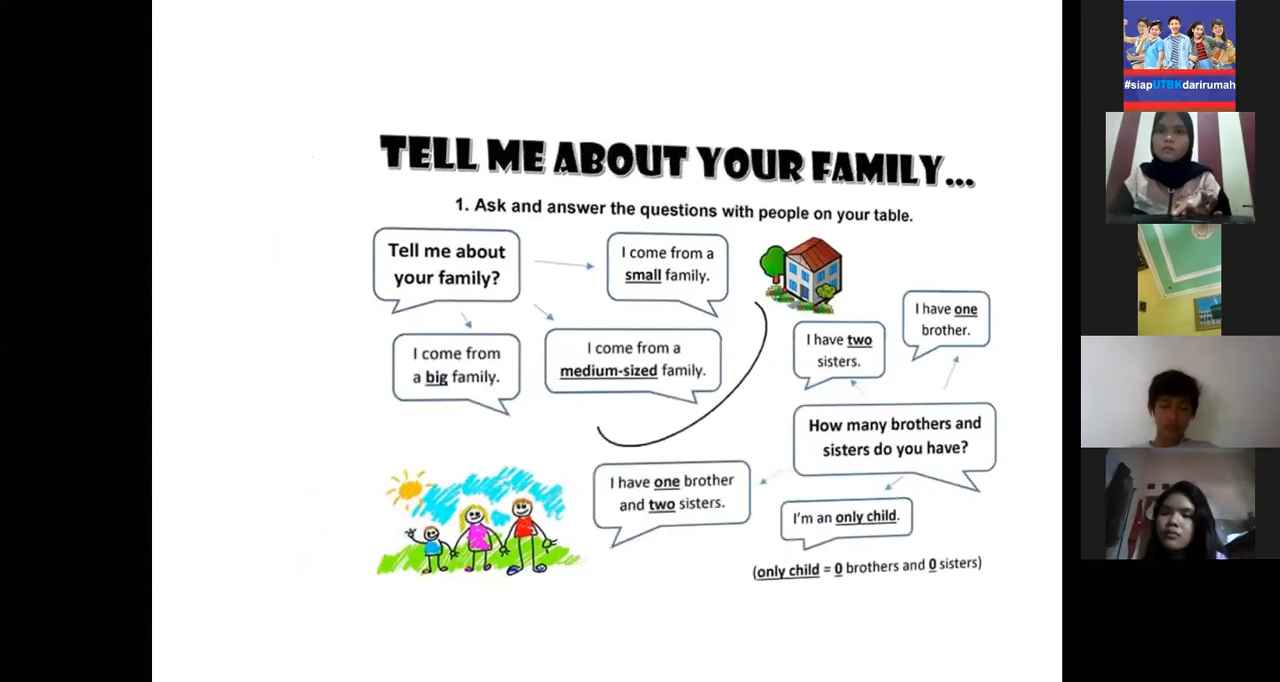 TELL ME ABOUT YOUR FAMILY...
1. Ask and answer the questions with people on your table.
Tell me about
your family?
I come from a
small family.
I come from
a big family.
I come from a
medium-sized family.
I have two
sisters.
I have one
brother.
How many brothers and
sisters do you have?
I have one brother
and two sisters.
I'm an only child.
(only child = 0 brothers and 0 sisters)
#siapUTBKdarirumah